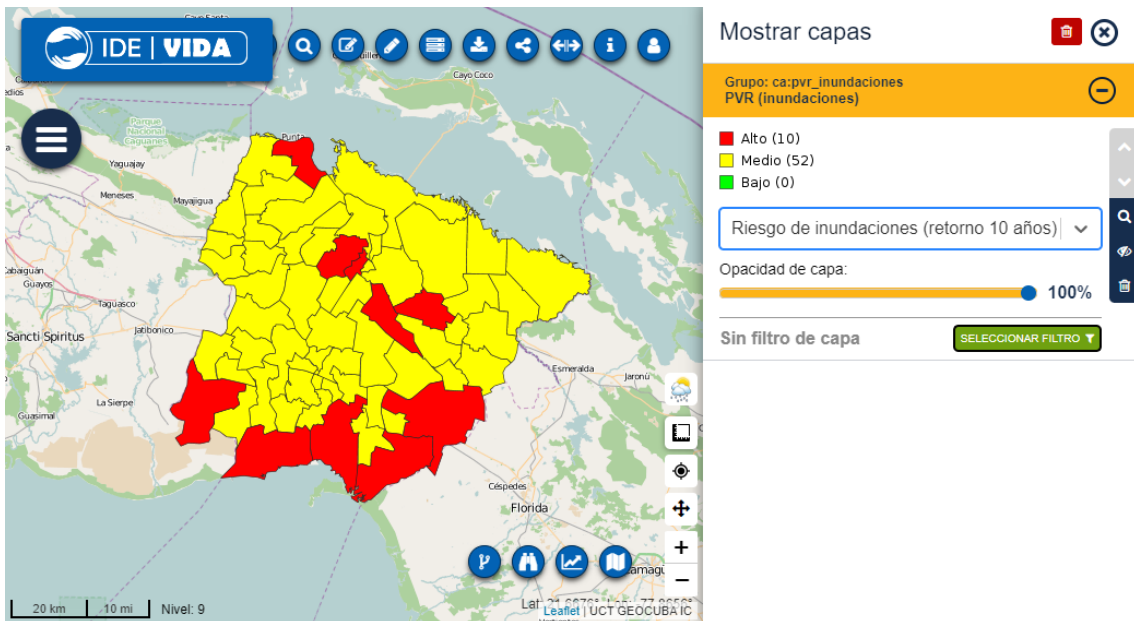 IDE | VIDA
Cayo Coco
Parque
Nacional
Caguanes
Punta
Yaguajay
Meneses
Mayajigua
Guayos
Taguasco
Sancti Spíritus
Jatibonico
La Sierpe
Guasimal
Esmeralda
Jaronú
Céspedes
Florida
20 km
10 mi
Nivel: 9
Leaflet | UCT GEOCUBA IC
Mostrar capas
Grupo: ca:pvr_inundaciones
PVR (inundaciones)
Alto (10)
Medio (52)
Bajo (0)
Riesgo de inundaciones (retorno 10 años)
Opacidad de capa:
100%
Sin filtro de capa
SELECCIONAR FILTRO